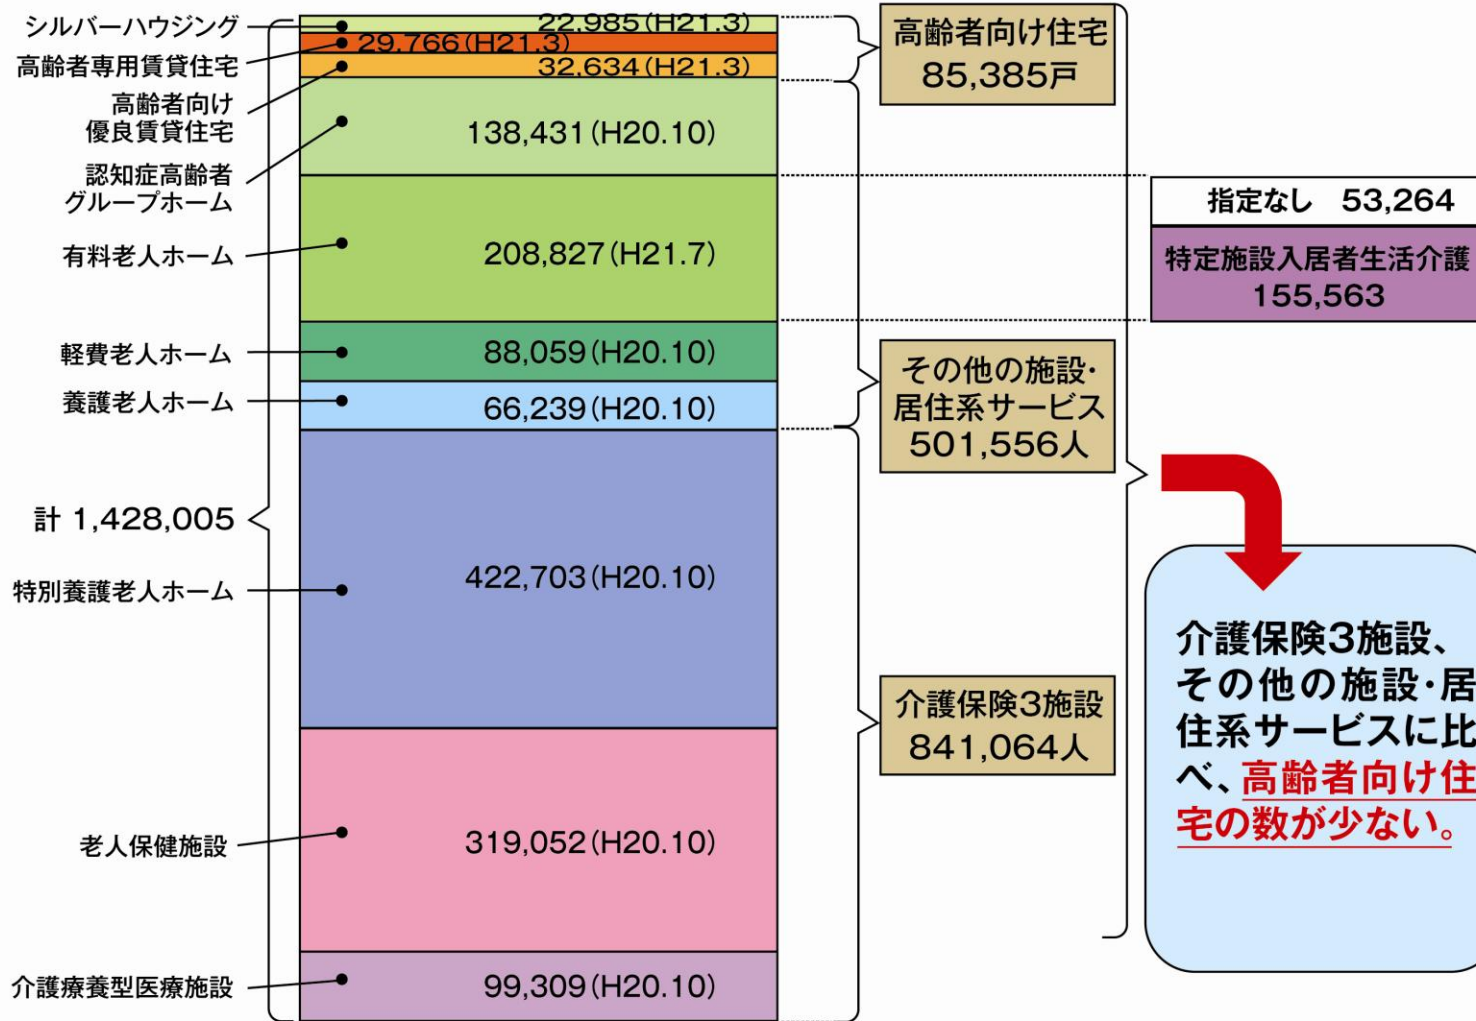 シルバーハウジング
高齢者専用賃貸住宅
高齢者向け
優良賃貸住宅
認知症高齢者
グループホーム
有料老人ホーム
軽費老人ホーム
養護老人ホーム
計 1,428,005
特別養護老人ホーム
老人保健施設
介護療養型医療施設
22,985(H21.3)
29,766(H21.3)
32,634(H21.3)
138,431(H20.10)
208,827(H21.7)
88,059(H20.10)
66,239(H20.10)
422,703(H20.10)
319,052(H20.10)
99,309(H20.10)
高齢者向け住宅
85,385戸
その他の施設・
居住系サービス
501,556人
介護保険3施設
841,064人
指定なし 53,264
特定施設入居者生活介護
155,563
介護保険3施設、
その他の施設・居
住系サービスに比
べ、高齢者向け住
宅の数が少ない。